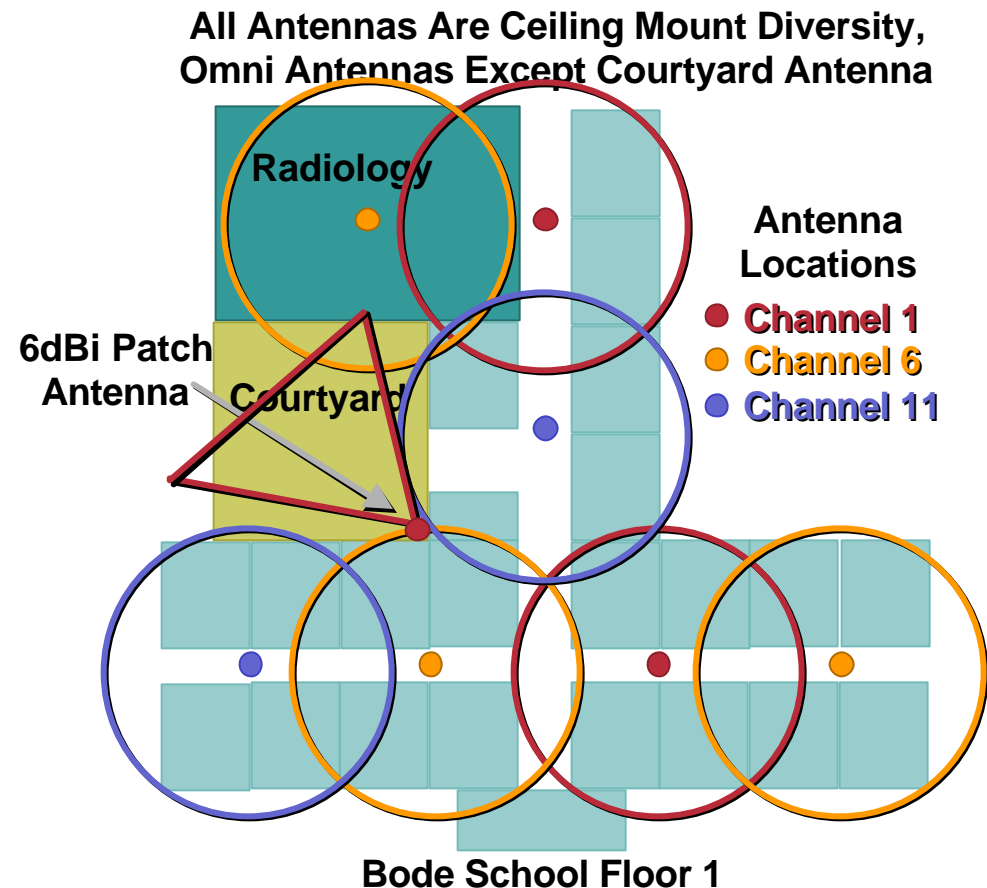 All Antennas Are Ceiling Mount Diversity,
Omni Antennas Except Courtyard Antenna
Radiology
Antenna
Locations
Channel 1
Channel 6
Channel 11
6dBi Patch
Antenna
Courtyard
Bode School Floor 1